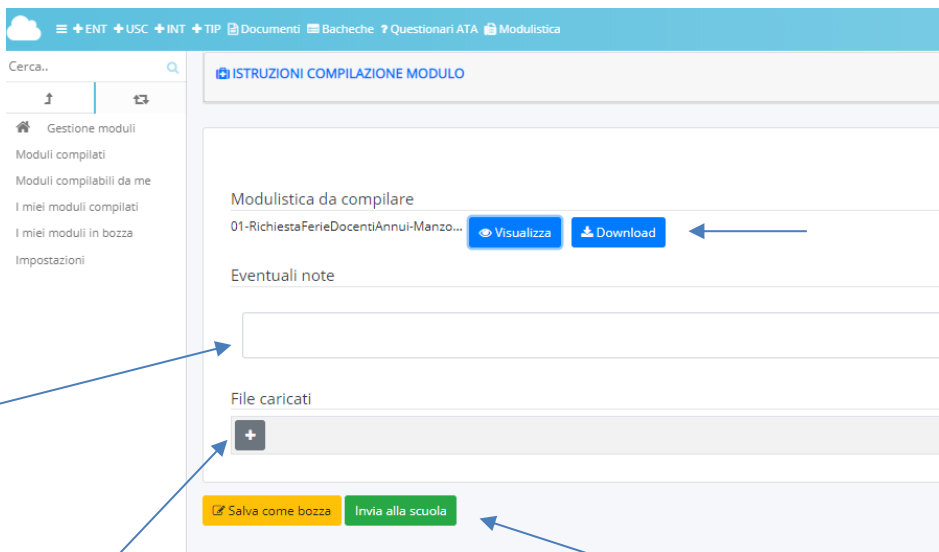 +ENT +USC +INT +TIP Documenti Bacheche ? Questionari ATA Modulistica
Cerca..
Gestione moduli
Moduli compilati
Moduli compilabili da me
I miei moduli compilati
I miei moduli in bozza
Impostazioni
ISTRUZIONI COMPILAZIONE MODULO
Modulistica da compilare
01-RichiestaFerieDocentiAnnui-Manzo... Visualizza Download
Eventuali note
File caricati
+
Salva come bozza Invia alla scuola